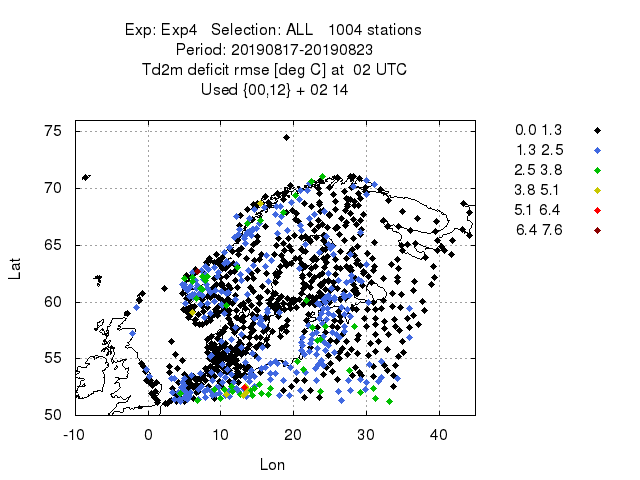 Exp: Exp4 Selection: ALL 1004 stations
Period: 20190817-20190823
Td2m deficit rmse [deg C] at 02 UTC
Used {00,12} + 02 14
0.0 1.3
1.3 2.5
2.5 3.8
3.8 5.1
5.1 6.4
6.4 7.6
75
70
65
60
55
50
Lat
-10 0 10 20 30 40
Lon